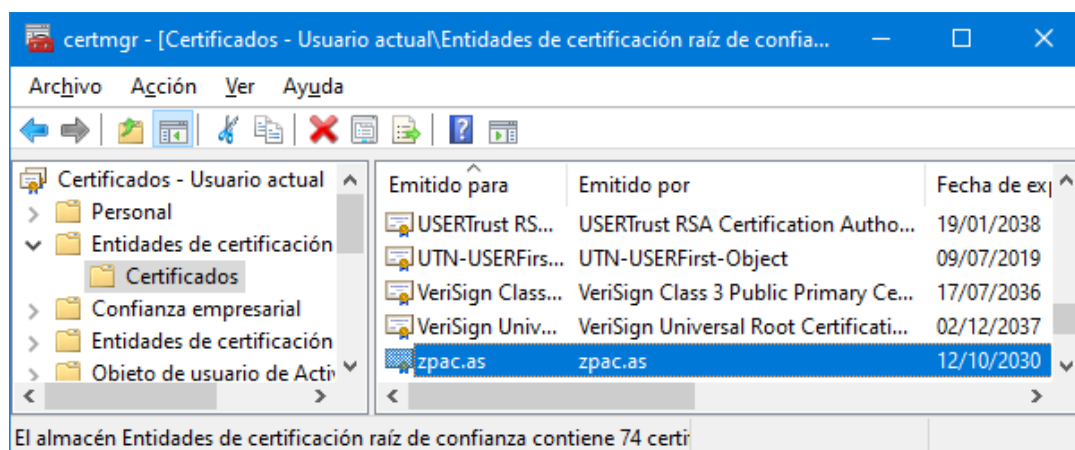 certmgr - [Certificados - Usuario actual\Entidades de certificación raíz de confia...
Archivo Acción Ver Ayuda
Certificados - Usuario actual
Personal
Entidades de certificación
Certificados
Confianza empresarial
Entidades de certificación
Objeto de usuario de Activ
Emitido para Emitido por Fecha de exp
USERTrust RS... USERTrust RSA Certification Autho... 19/01/2038
UTN-USERFirs... UTN-USERFirst-Object 09/07/2019
VeriSign Class... VeriSign Class 3 Public Primary Ce... 17/07/2036
VeriSign Univ... VeriSign Universal Root Certificati... 02/12/2037
zpac.as zpac.as 12/10/2030
El almacén Entidades de certificación raíz de confianza contiene 74 certi